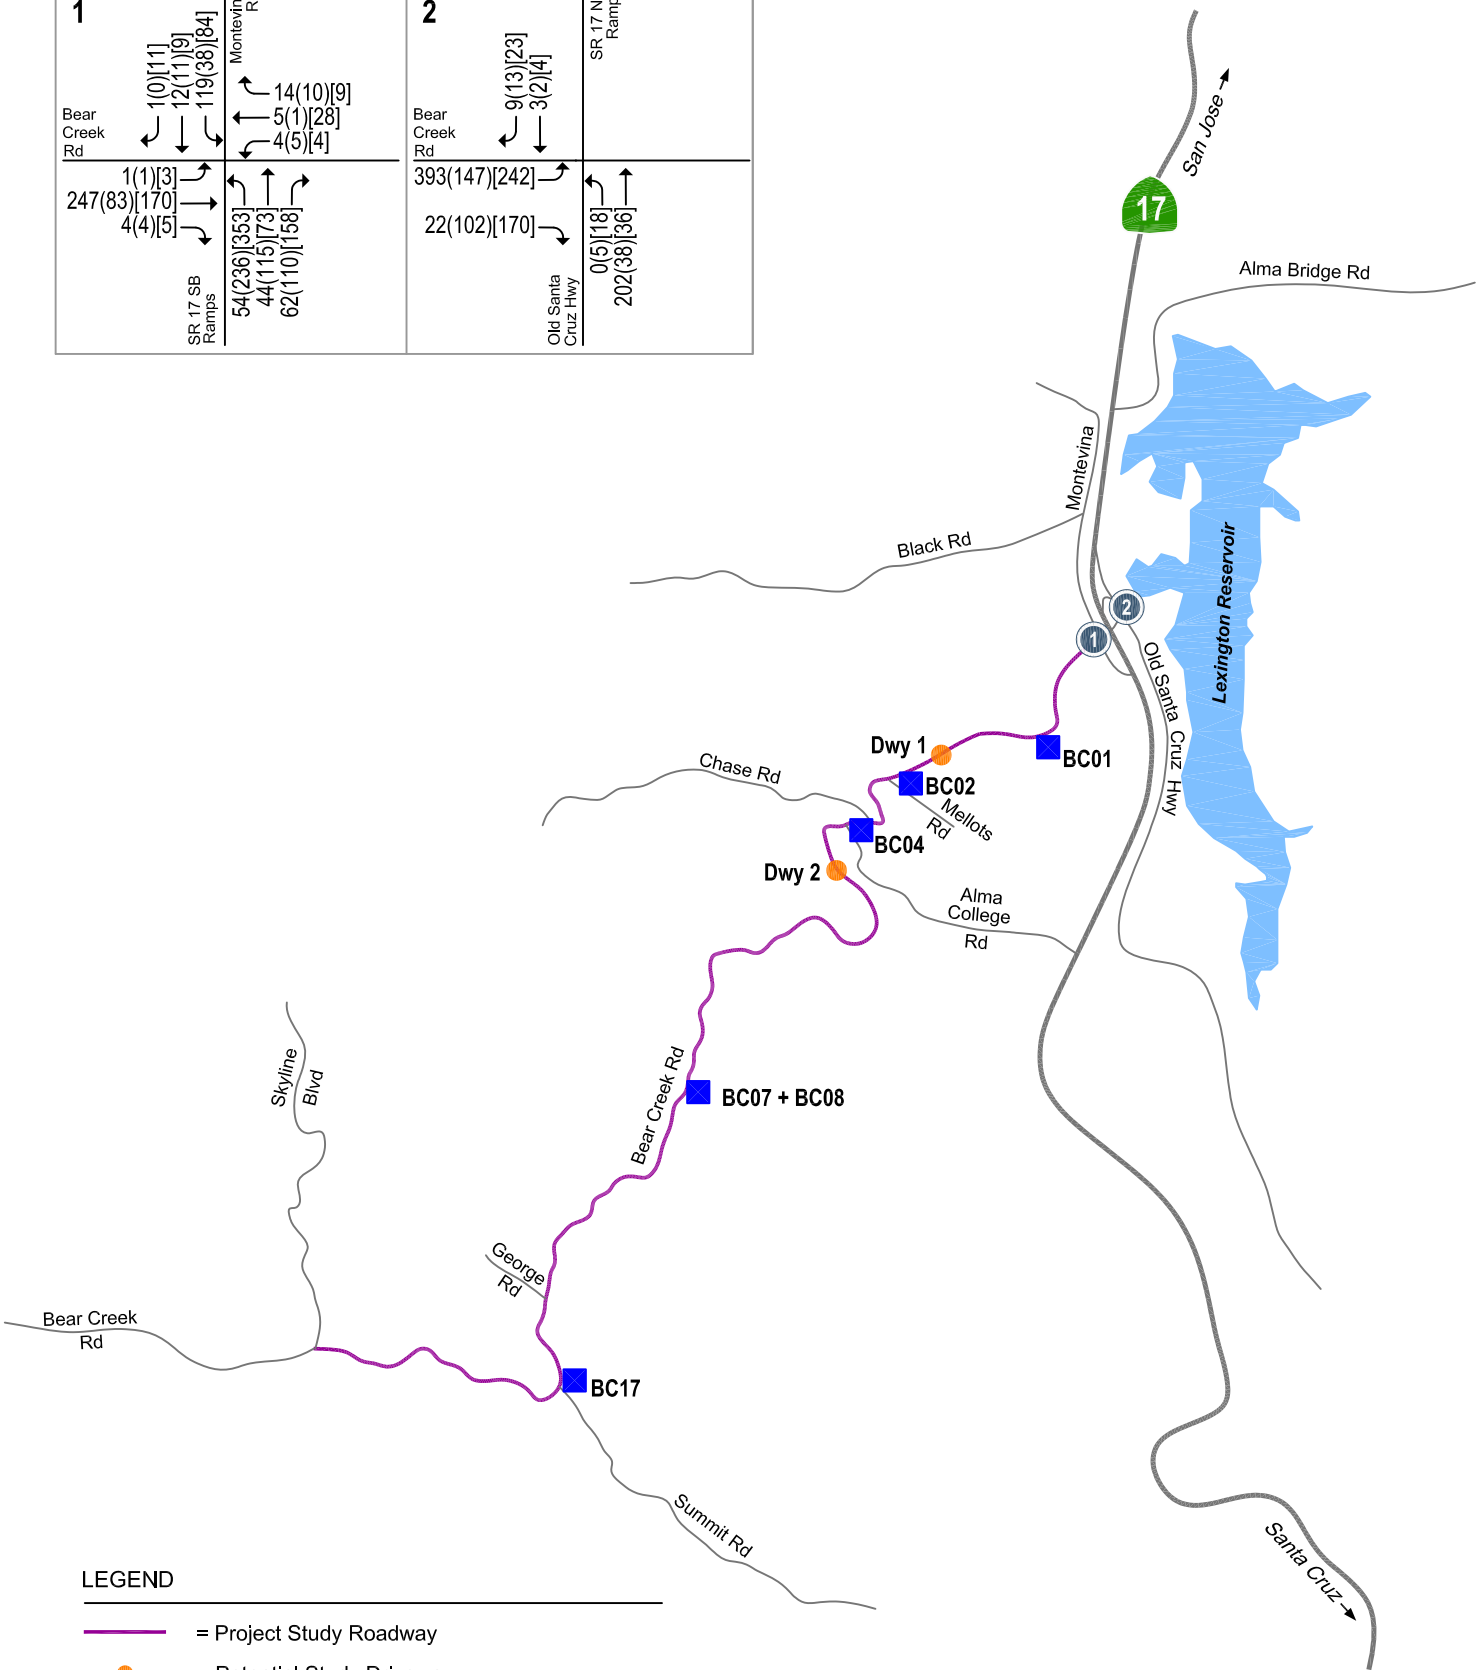 1
Montevin
R
1(0)[11]
12(11)[9]
119(38)[84]
14(10)[9]
5(1)[28]
4(5)[4]
Bear
Creek
Rd
1(1)[3]
247(83)[170]
4(4)[5]
54(236)[353]
44(115)[73]
62(110)[158]
SR 17 SB
Ramps
2
SR 17 N
Ramp
9(13)[23]
3(2)[4]
Bear
Creek
Rd
393(147)[242]
22(102)[170]
0(5)[18]
202(38)[36]
Old Santa
Cruz Hwy
San Jose
17
Alma Bridge Rd
Montevina
Black Rd
Lexington Reservoir
2
1
Old Santa Cruz Hwy
Dwy 1
BC01
Chase Rd
BC02
Mellots
Rd
BC04
Dwy 2
Alma
College
Rd
Skyline
Blvd
Bear Creek Rd
BC07 + BC08
George
Rd
Bear Creek
Rd
BC17
Summit Rd
Santa Cruz
LEGEND
= Project Study Roadway